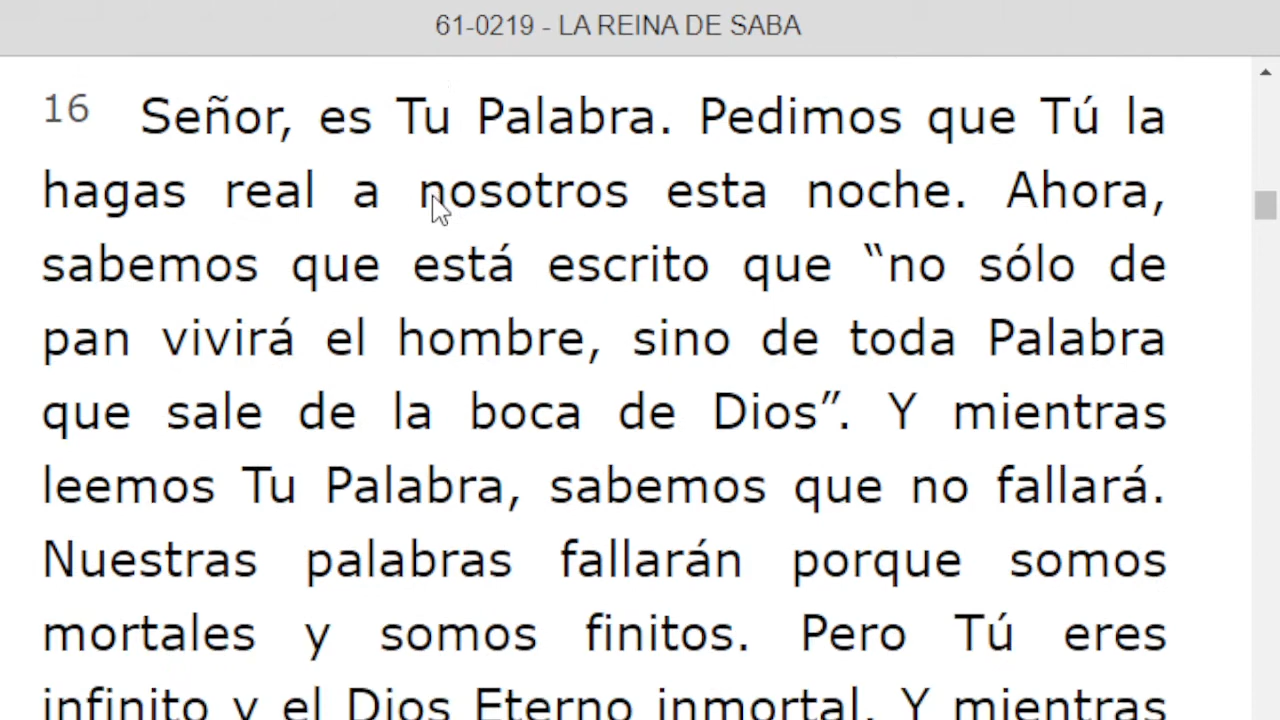 61-0219 - LA REINA DE SABA
16 Señor, es Tu Palabra. Pedimos que Tú la
hagas real a nosotros esta noche. Ahora,
sabemos que está escrito que “no sólo de
pan vivirá el hombre, sino de toda Palabra
que sale de la boca de Dios”. Y mientras
leemos Tu Palabra, sabemos que no fallará.
Nuestras palabras fallarán porque somos
mortales y somos finitos. Pero Tú eres
infinito y el Dios Eterno inmortal. Y mientras